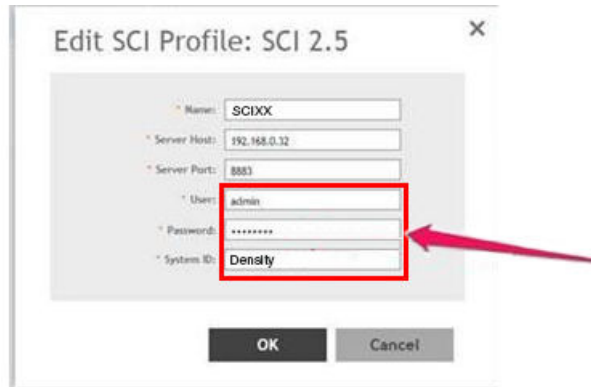 Edit SCI Profile: SCI 2.5 ×
* Name: SCIXX
* Server Host: 192.168.0.32
* Server Port: 8883
* User: admin
* Password: ••••••••
* System ID: Density
OK Cancel